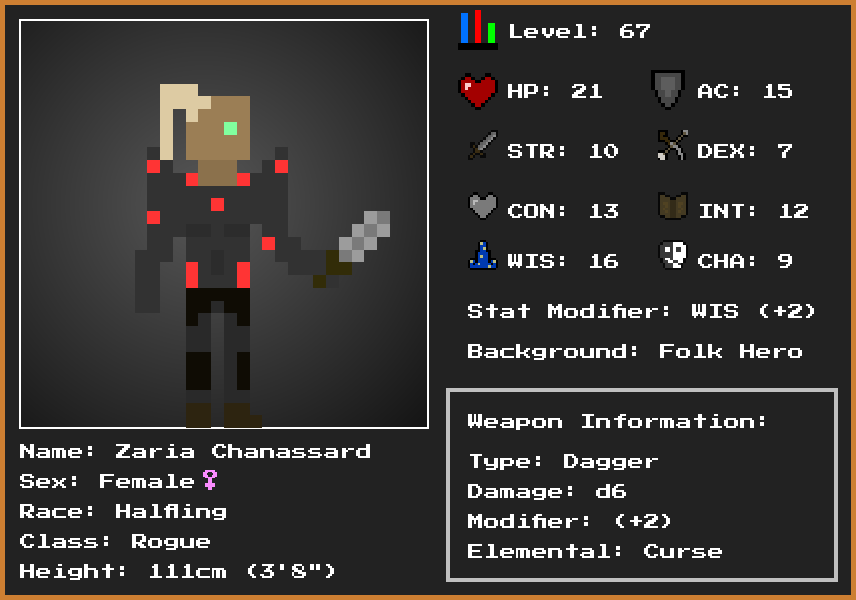 Level: 67
HP: 21
AC: 15
STR: 10
DEX: 7
CON: 13
INT: 12
WIS: 16
CHA: 9
Stat Modifier: WIS (+2)
Background: Folk Hero
Weapon Information:
Type: Dagger
Damage: d6
Modifier: (+2)
Elemental: Curse
Name: Zaria Chanassard
Sex: Female♀
Race: Halfling
Class: Rogue
Height: 111cm (3'8")